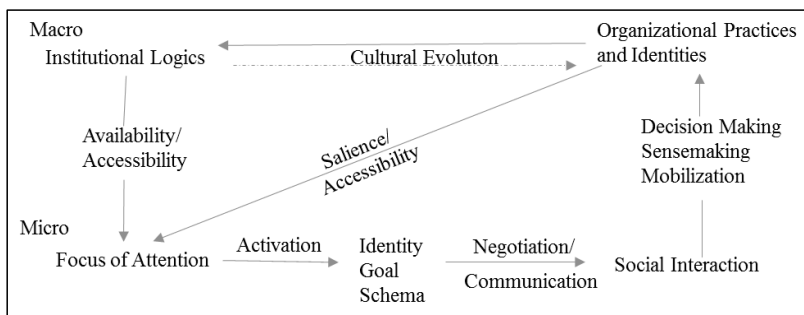 Macro
Institutional Logics
Cultural Evoluton
Organizational Practices
and Identities
Availability/
Accessibility
Salience/
Accessibility
Decision Making
Sensemaking
Mobilization
Micro
Focus of Attention
Activation
Identity
Goal
Schema
Negotiation/
Communication
Social Interaction